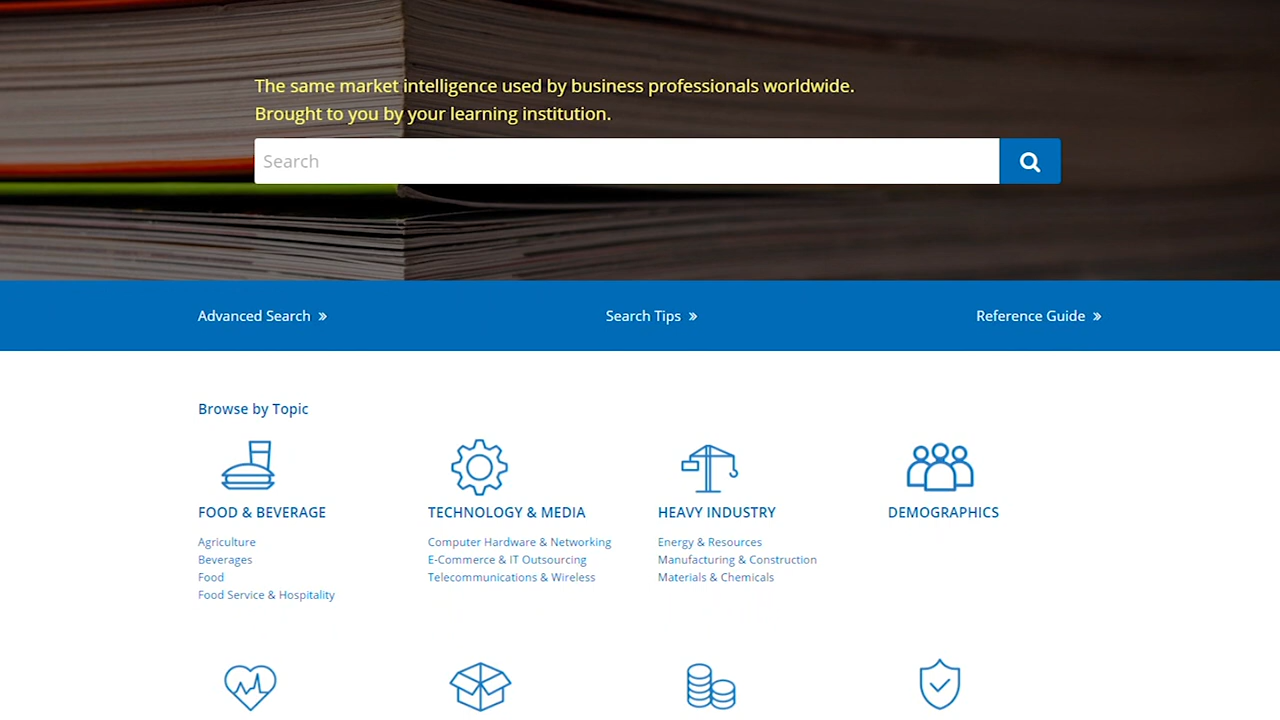 The same market intelligence used by business professionals worldwide.
Brought to you by your learning institution.
Search
Advanced Search »
Search Tips »
Reference Guide »
Browse by Topic
FOOD & BEVERAGE
Agriculture
Beverages
Food
Food Service & Hospitality
TECHNOLOGY & MEDIA
Computer Hardware & Networking
E-Commerce & IT Outsourcing
Telecommunications & Wireless
HEAVY INDUSTRY
Energy & Resources
Manufacturing & Construction
Materials & Chemicals
DEMOGRAPHICS